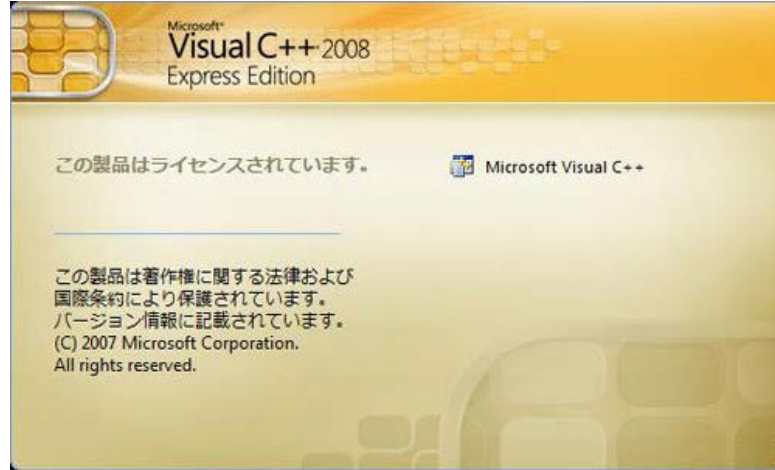 Microsoft®
Visual C++ 2008
Express Edition
この製品はライセンスされています。
Microsoft Visual C++
この製品は著作権に関する法律および
国際条約により保護されています。
バージョン情報に記載されています。
(C) 2007 Microsoft Corporation.
All rights reserved.